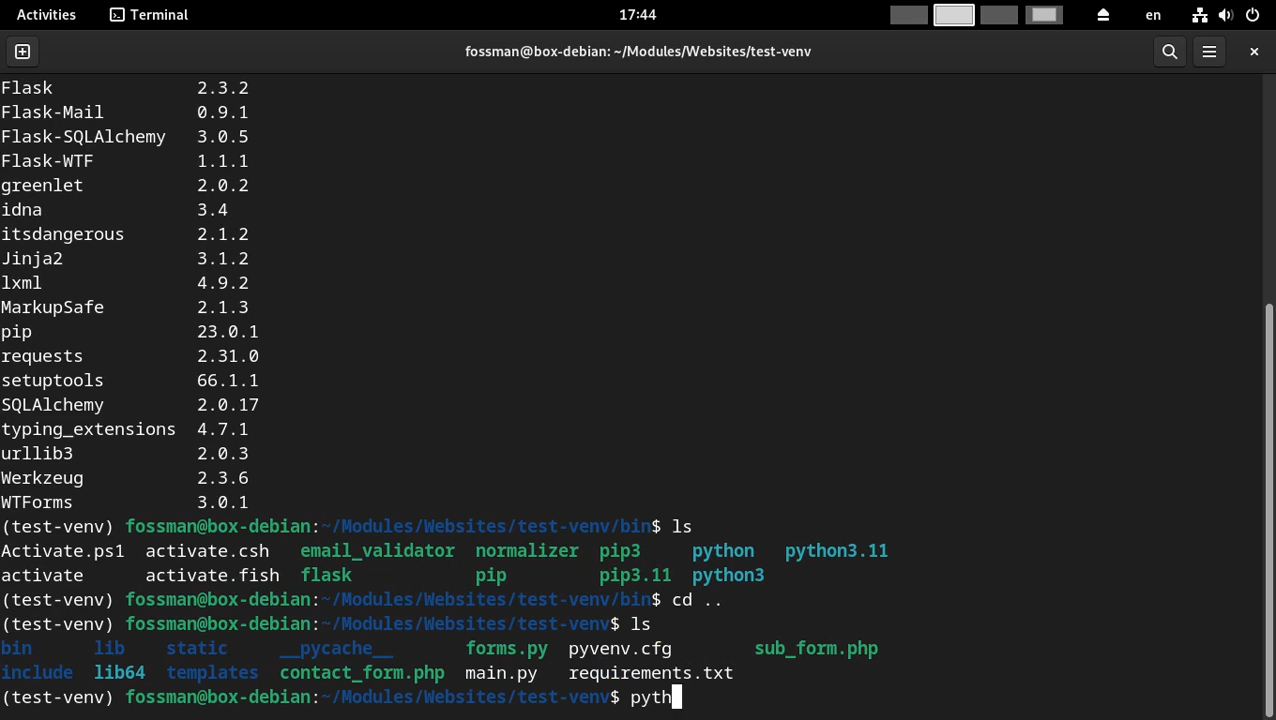 Activities Terminal 17:44 en
fossman@box-debian: ~/Modules/Websites/test-venv
Flask 2.3.2
Flask-Mail 0.9.1
Flask-SQLAlchemy 3.0.5
Flask-WTF 1.1.1
greenlet 2.0.2
idna 3.4
itsdangerous 2.1.2
Jinja2 3.1.2
lxml 4.9.2
MarkupSafe 2.1.3
pip 23.0.1
requests 2.31.0
setuptools 66.1.1
SQLAlchemy 2.0.17
typing_extensions 4.7.1
urllib3 2.0.3
Werkzeug 2.3.6
WTForms 3.0.1
(test-venv) fossman@box-debian:~/Modules/Websites/test-venv/bin$ ls
Activate.ps1 activate.csh email_validator normalizer pip3 python python3.11
activate activate.fish flask pip pip3.11 python3
(test-venv) fossman@box-debian:~/Modules/Websites/test-venv/bin$ cd ..
(test-venv) fossman@box-debian:~/Modules/Websites/test-venv$ ls
bin lib static __pycache__ forms.py pyvenv.cfg sub_form.php
include lib64 templates contact_form.php main.py requirements.txt
(test-venv) fossman@box-debian:~/Modules/Websites/test-venv$ pyth